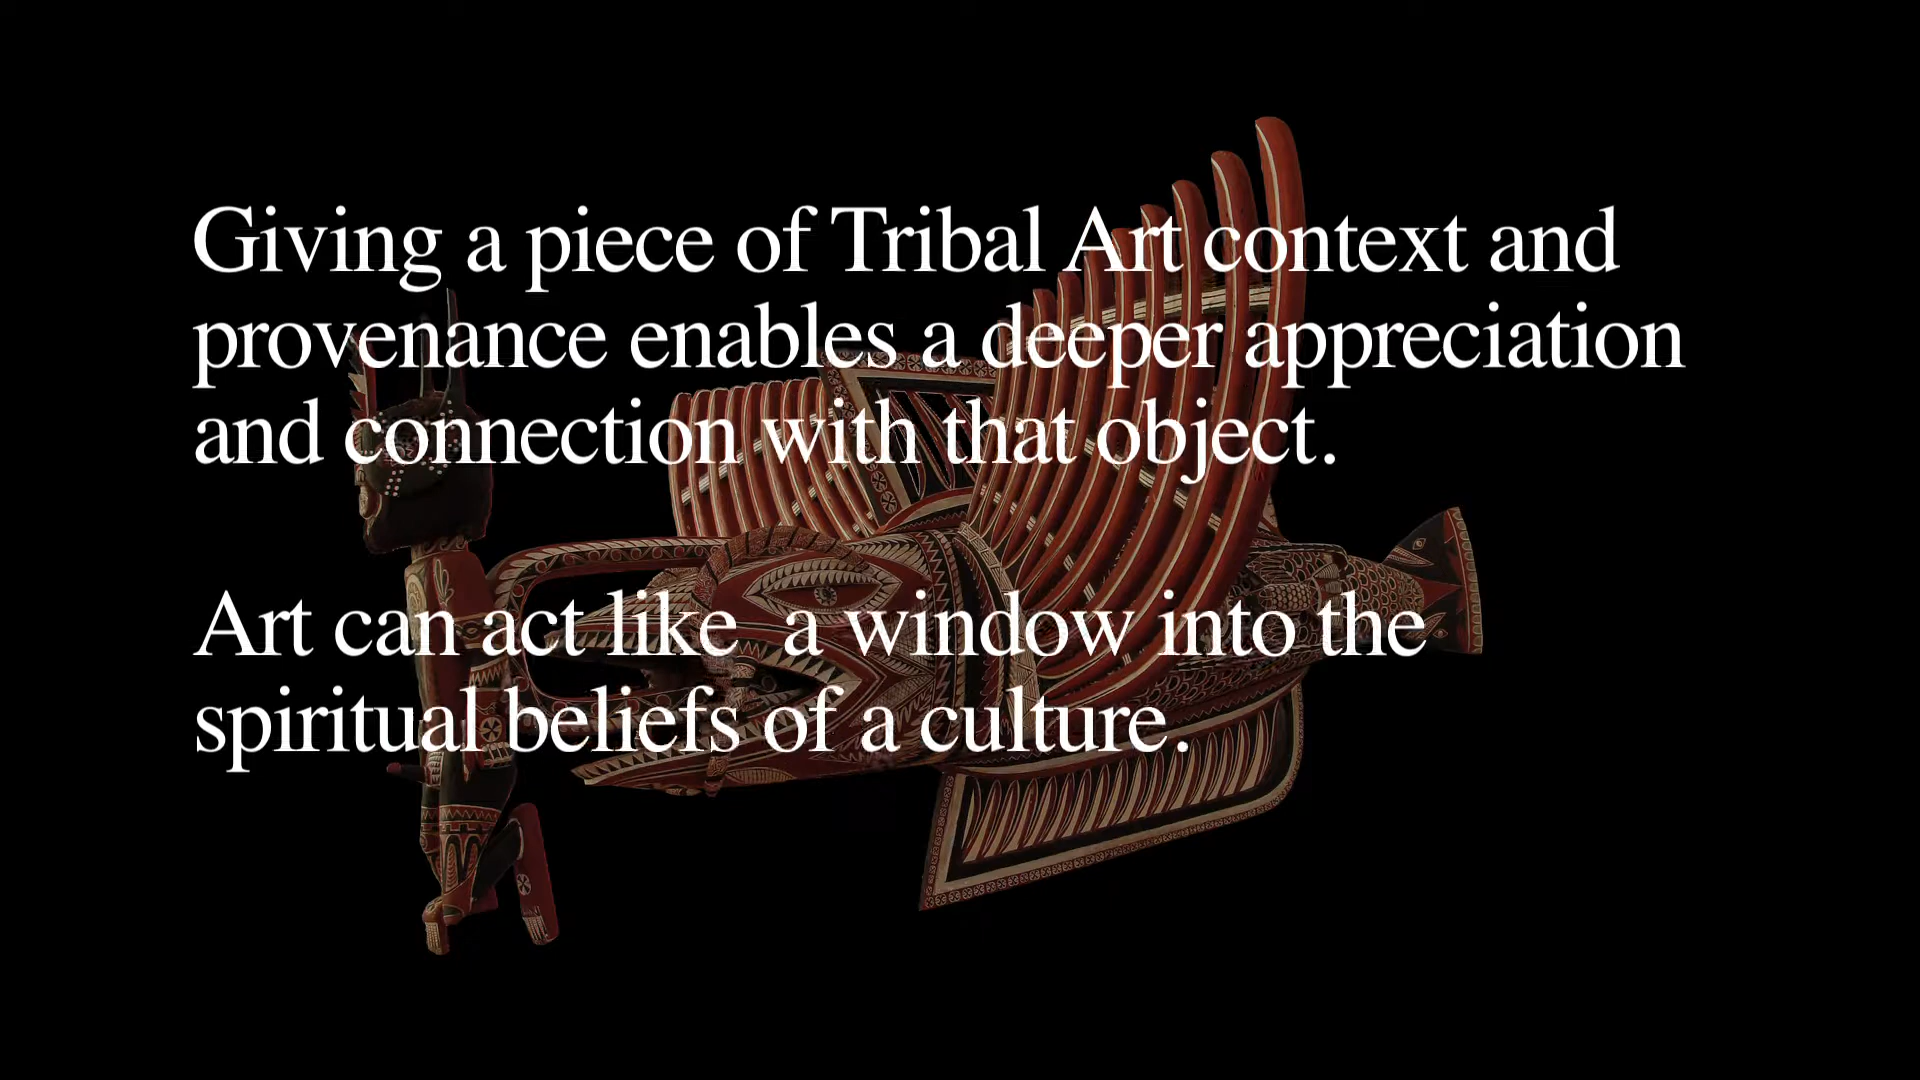 Giving a piece of Tribal Art context and
provenance enables a deeper appreciation
and connection with that object.
Art can act like  a window into the
spiritual beliefs of a culture.